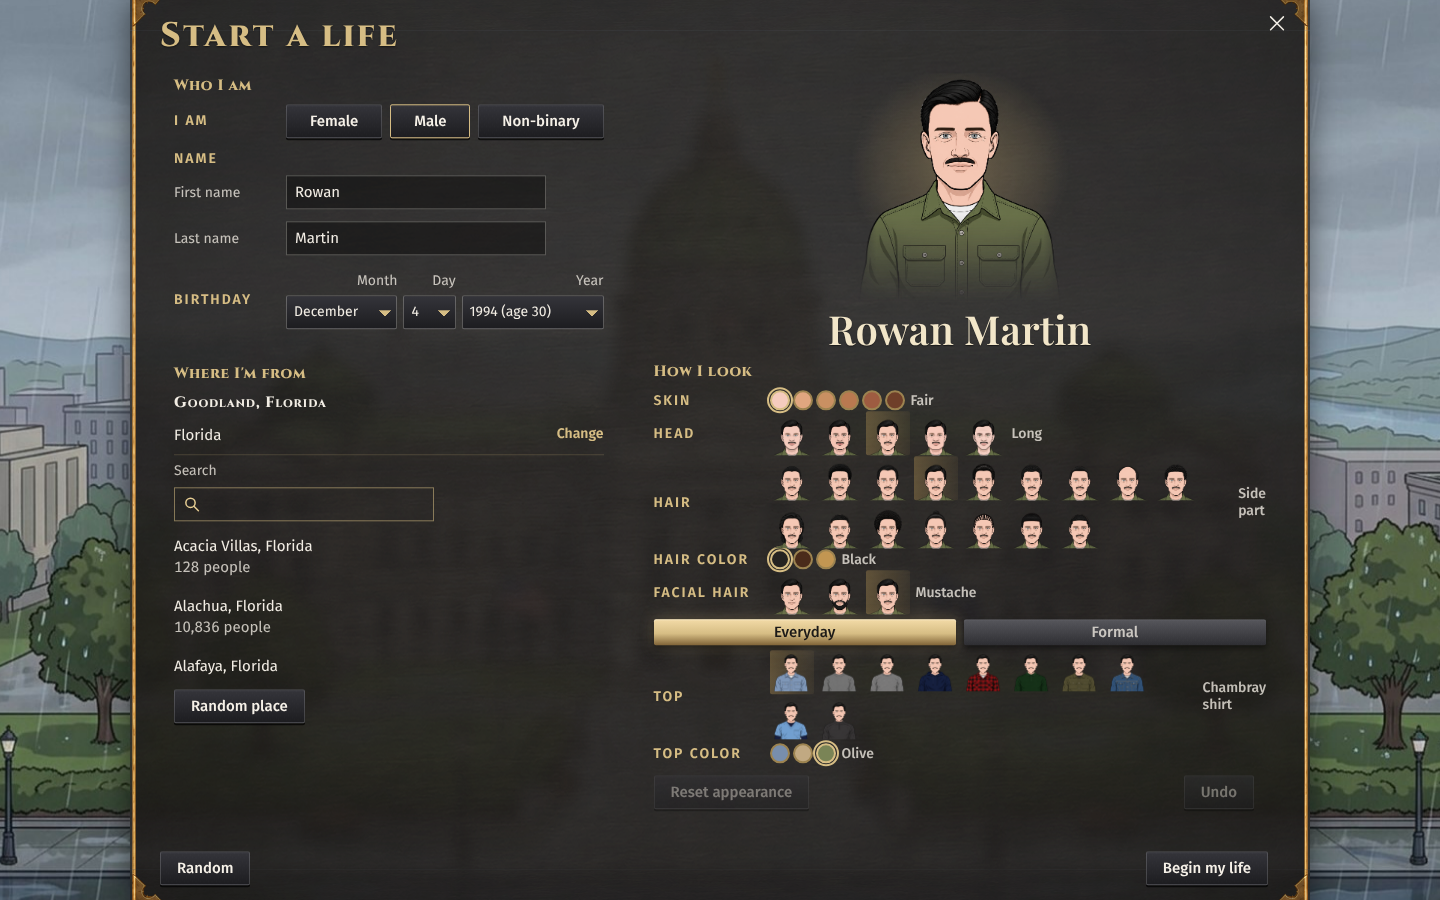 Start a life
Who I am
I AM
Female
Male
Non-binary
NAME
First name
Rowan
Last name
Martin
Month
Day
Year
BIRTHDAY
December
4
1994 (age 30)
Where I'm from
Goodland, Florida
Florida
Change
Search
Acacia Villas, Florida
128 people
Alachua, Florida
10,836 people
Alafaya, Florida
Random place
Random
Rowan Martin
How I look
SKIN
Fair
HEAD
Long
HAIR
Side
part
HAIR COLOR
Black
FACIAL HAIR
Mustache
Everyday
Formal
TOP
Chambray
shirt
TOP COLOR
Olive
Reset appearance
Undo
Begin my life